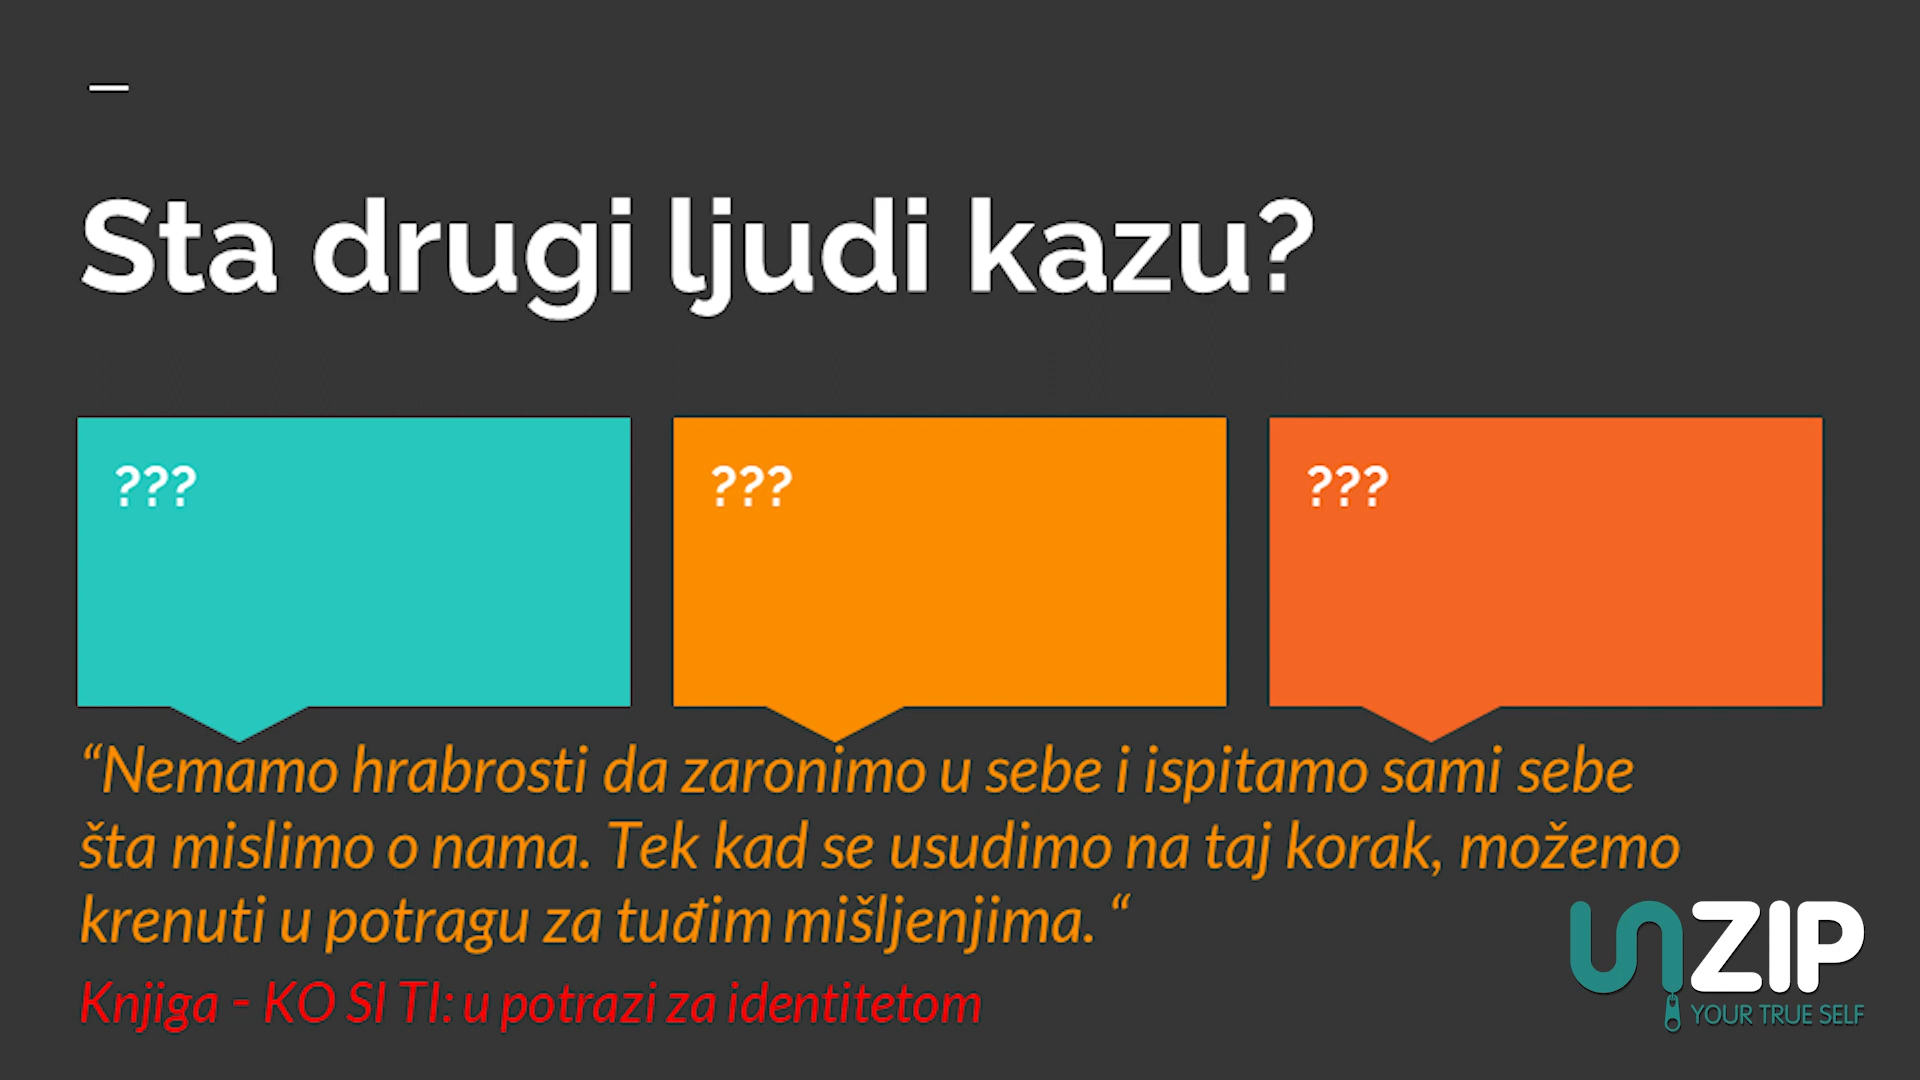 Sta drugi ljudi kazu?
??? ??? ???
“Nemamo hrabrosti da zaronimo u sebe i ispitamo sami sebe
šta mislimo o nama. Tek kad se usudimo na taj korak, možemo
krenuti u potragu za tuđim mišljenjima. “
Knjiga - KO SI TI: u potrazi za identitetom
unZIP
YOUR TRUE SELF